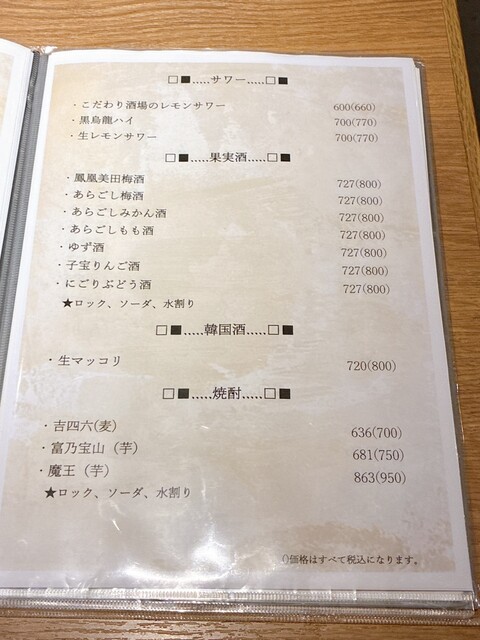 □■.....サワー.....□■
・こだわり酒場のレモンサワー 600(660)
・黒烏龍ハイ 700(770)
・生レモンサワー 700(770)
□■.....果実酒.....□■
・鳳凰美田梅酒 727(800)
・あらごし梅酒 727(800)
・あらごしみかん酒 727(800)
・あらごしもも酒 727(800)
・ゆず酒 727(800)
・子宝りんご酒 727(800)
・にごりぶどう酒 727(800)
★ロック、ソーダ、水割り
□■.....韓国酒.....□■
・生マッコリ 720(800)
□■.....焼酎.....□■
・吉四六(麦) 636(700)
・富乃宝山（芋） 681(750)
・魔王（芋） 863(950)
★ロック、ソーダ、水割り
()価格はすべて税込になります。